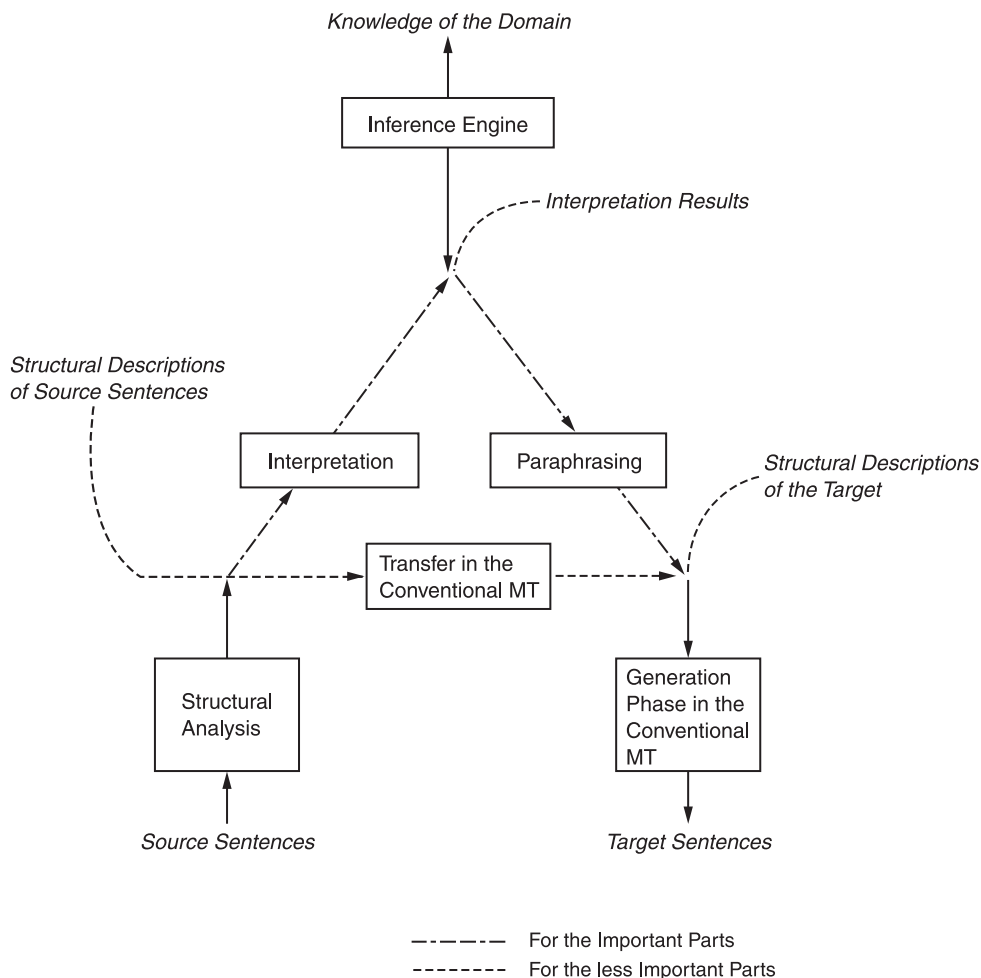 Knowledge of the Domain
Inference Engine
Interpretation Results
Structural Descriptions
of Source Sentences
Interpretation
Paraphrasing
Structural Descriptions
of the Target
Transfer in the
Conventional MT
Structural
Analysis
Generation
Phase in the
Conventional
MT
Source Sentences
Target Sentences
For the Important Parts
For the less Important Parts